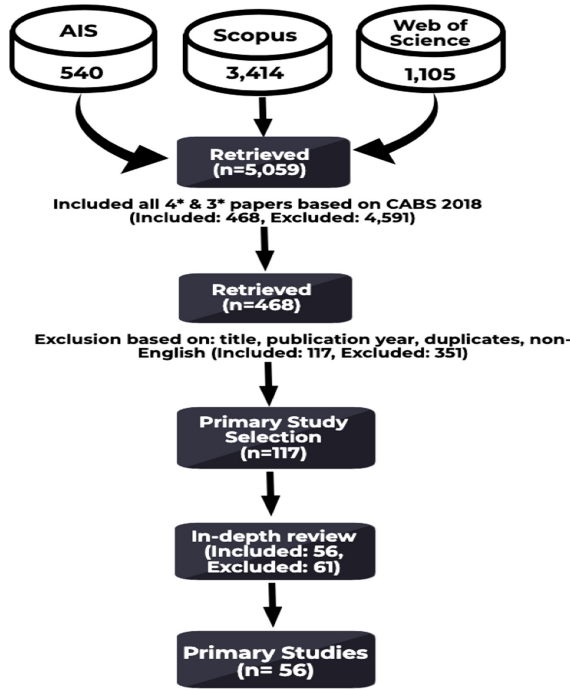 AIS
540
Scopus
3,414
Web of
Science
1,105
Retrieved
(n=5,059)
Included all 4* & 3* papers based on CABS 2018
(Included: 468, Excluded: 4,591)
Retrieved
(n=468)
Exclusion based on: title, publication year, duplicates, non-
English (Included: 117, Excluded: 351)
Primary Study
Selection
(n=117)
In-depth review
(Included: 56,
Excluded: 61)
Primary Studies
(n= 56)